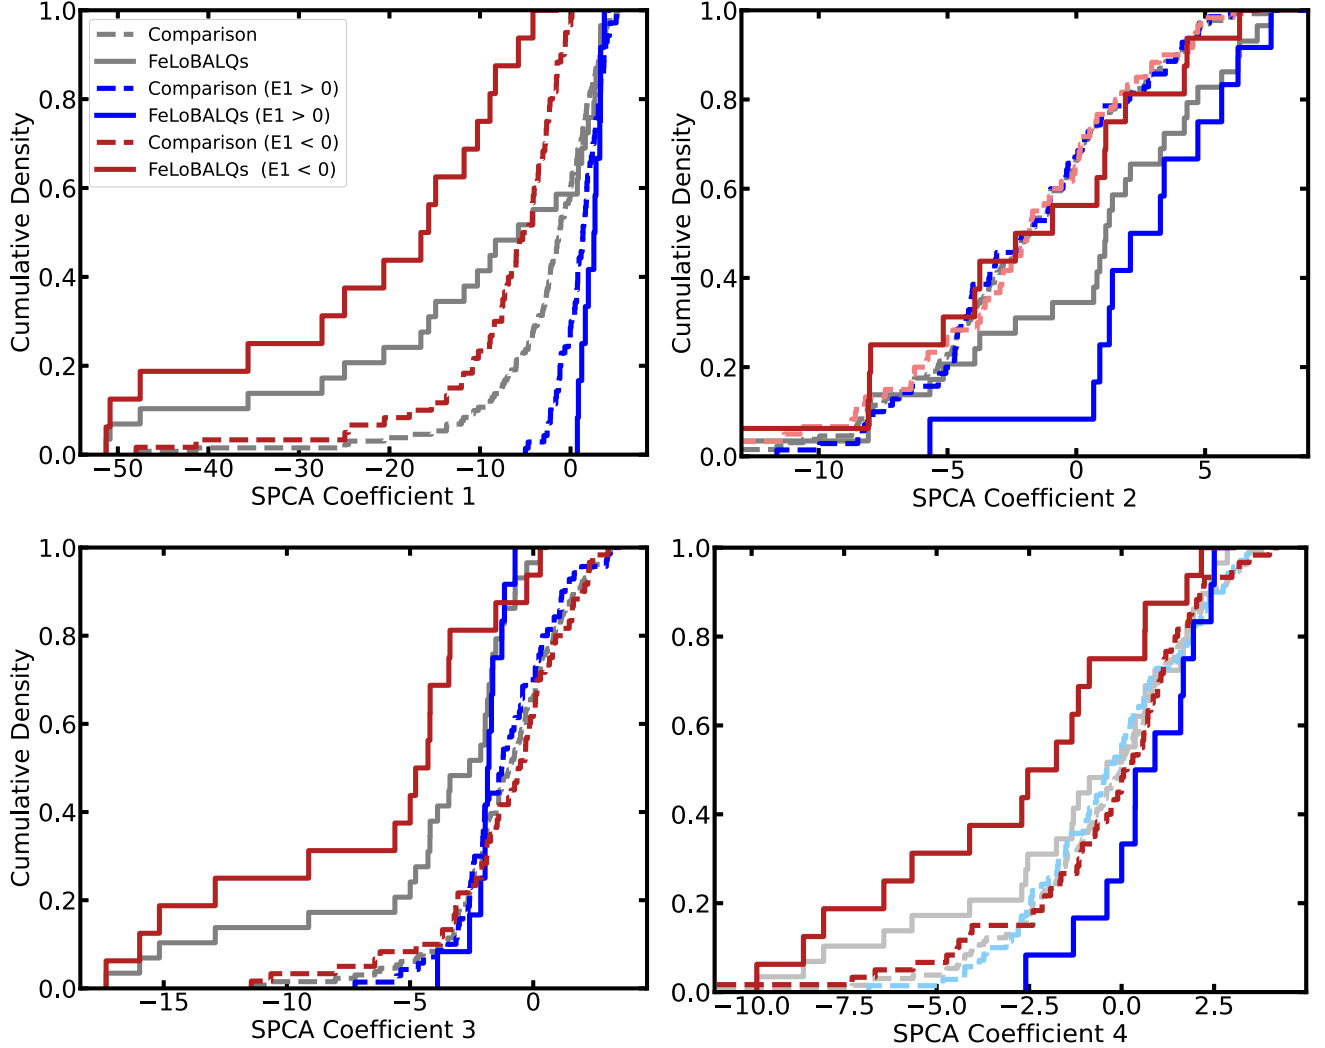 1.0
0.8
0.6
0.4
0.2
0.0
Cumulative Density
Comparison
FeLoBALQs
Comparison (E1 > 0)
FeLoBALQs (E1 > 0)
Comparison (E1 < 0)
FeLoBALQs (E1 < 0)
−50 −40 −30 −20 −10 0
SPCA Coefficient 1
1.0
0.8
0.6
0.4
0.2
0.0
Cumulative Density
−10 −5 0 5
SPCA Coefficient 2
1.0
0.8
0.6
0.4
0.2
0.0
Cumulative Density
−15 −10 −5 0
SPCA Coefficient 3
1.0
0.8
0.6
0.4
0.2
0.0
−10.0 −7.5 −5.0 −2.5 0.0 2.5
SPCA Coefficient 4